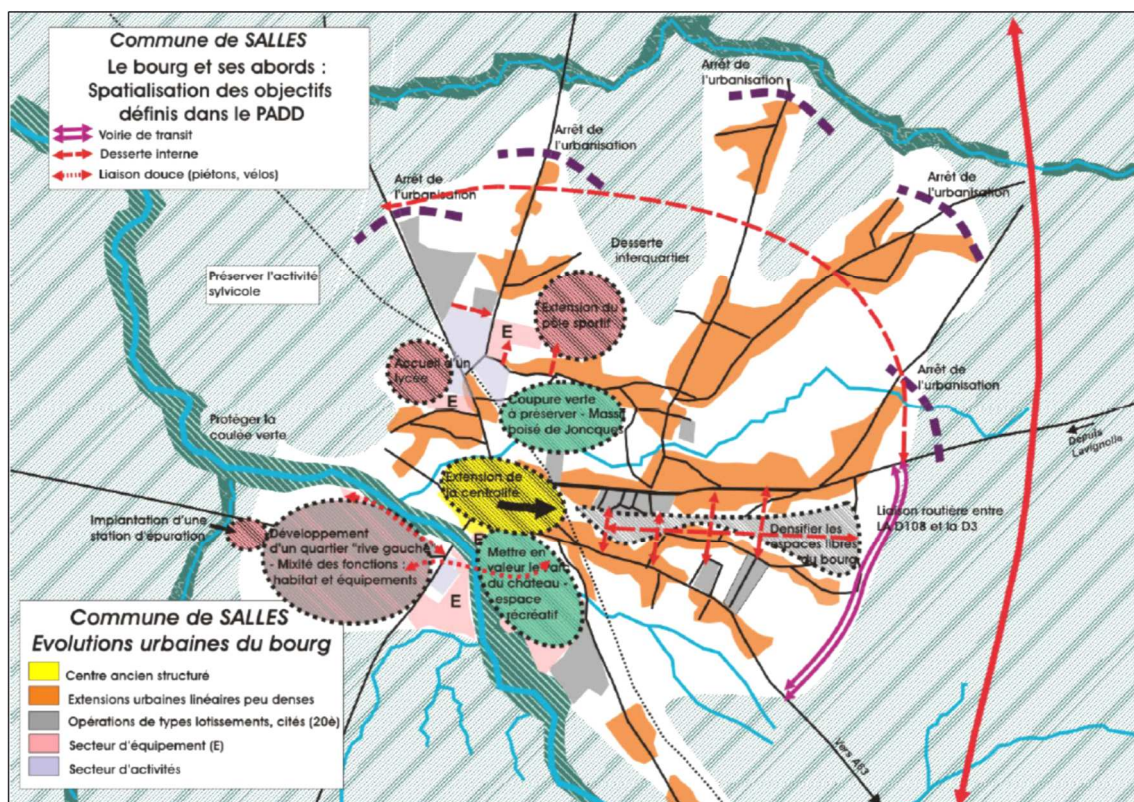 Commune de SALLES
Le bourg et ses abords :
Spatialisation des objectifs
définis dans le PADD
Voirie de transit
Desserte interne
Liaison douce (piétons, vélos)
Arrêt de
l'urbanisation
Arrêt de
l'urbanisation
Arrêt de
l'urbanisation
Arrêt de
l'urbanisation
Desserte
interquartier
Préserver l'activité
sylvicole
E
Extension du
pôle sportif
Accueil d'un
lycée
E
Arrêt de
l'urbanisation
Coupure verte
à préserver - Massif
boisé de Joncques
Protéger la
coulée verte
Depuis
Lavignolle
Extension de
la centralité
Implantation d'une
station d'épuration
Développement
d'un quartier "rive gauche"
- Mixité des fonctions :
habitat et équipements
E
Mettre en
valeur le parc
du château -
espace
récréatif
Densifier les
espaces libres
du bourg
Liaison routière entre
LA D108 et la D3
E
Commune de SALLES
Evolutions urbaines du bourg
Centre ancien structuré
Extensions urbaines linéaires peu denses
Opérations de types lotissements, cités (20è)
Secteur d'équipement (E)
Secteur d'activités
Vers A63